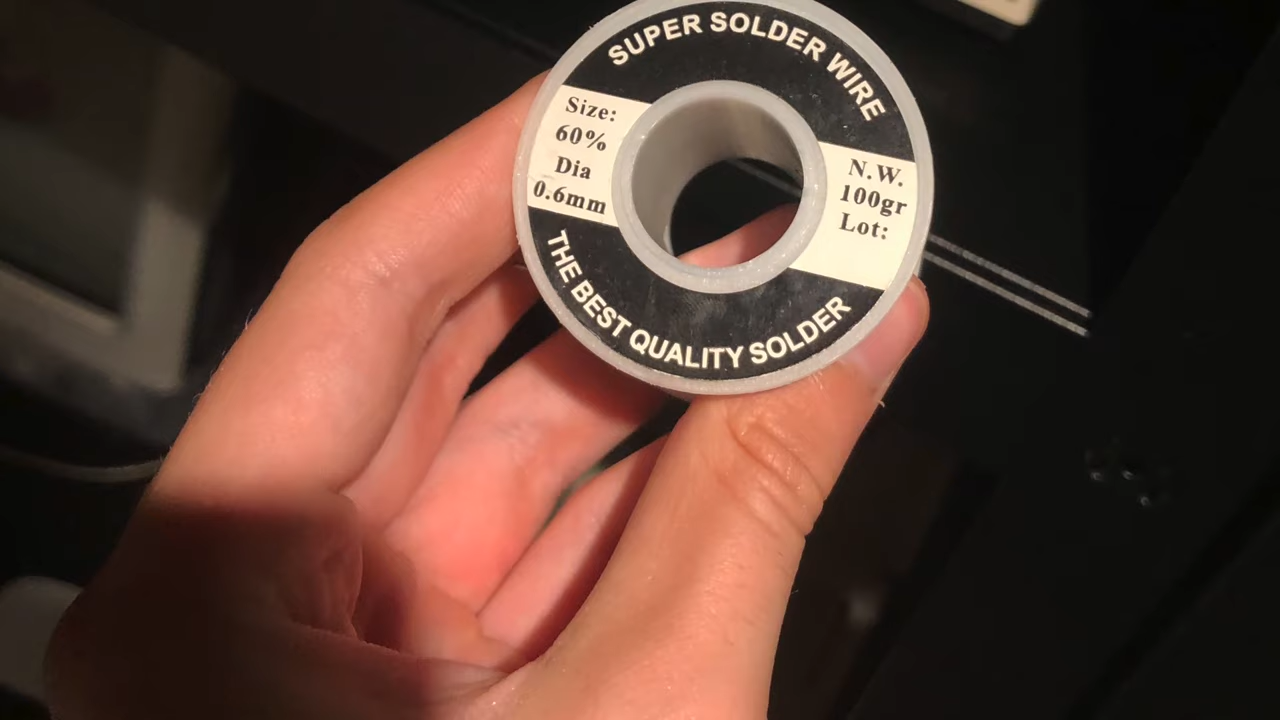 SUPER SOLDER WIRE
Size:
60%
Dia
0.6mm
N.W.
100gr
Lot:
THE BEST QUALITY SOLDER